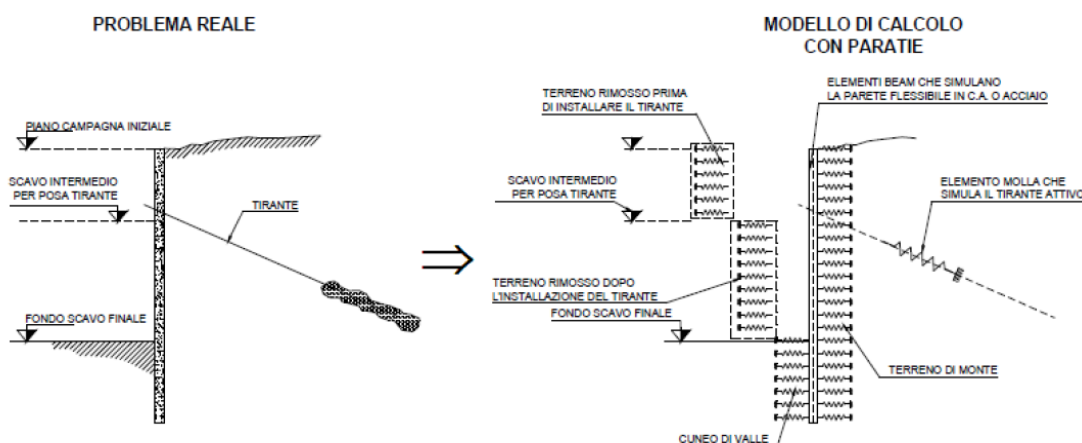 PROBLEMA REALE
PIANO CAMPAGNA INIZIALE
SCAVO INTERMEDIO
PER POSA TIRANTE
TIRANTE
FONDO SCAVO FINALE
MODELLO DI CALCOLO
CON PARATIE
TERRENO RIMOSSO PRIMA
DI INSTALLARE IL TIRANTE
ELEMENTI BEAM CHE SIMULANO
LA PARETE FLESSIBILE IN C.A. O ACCIAIO
SCAVO INTERMEDIO
PER POSA TIRANTE
ELEMENTO MOLLA CHE
SIMULA IL TIRANTE ATTIVO
TERRENO RIMOSSO DOPO
L'INSTALLAZIONE DEL TIRANTE
FONDO SCAVO FINALE
TERRENO DI MONTE
CUNEO DI VALLE